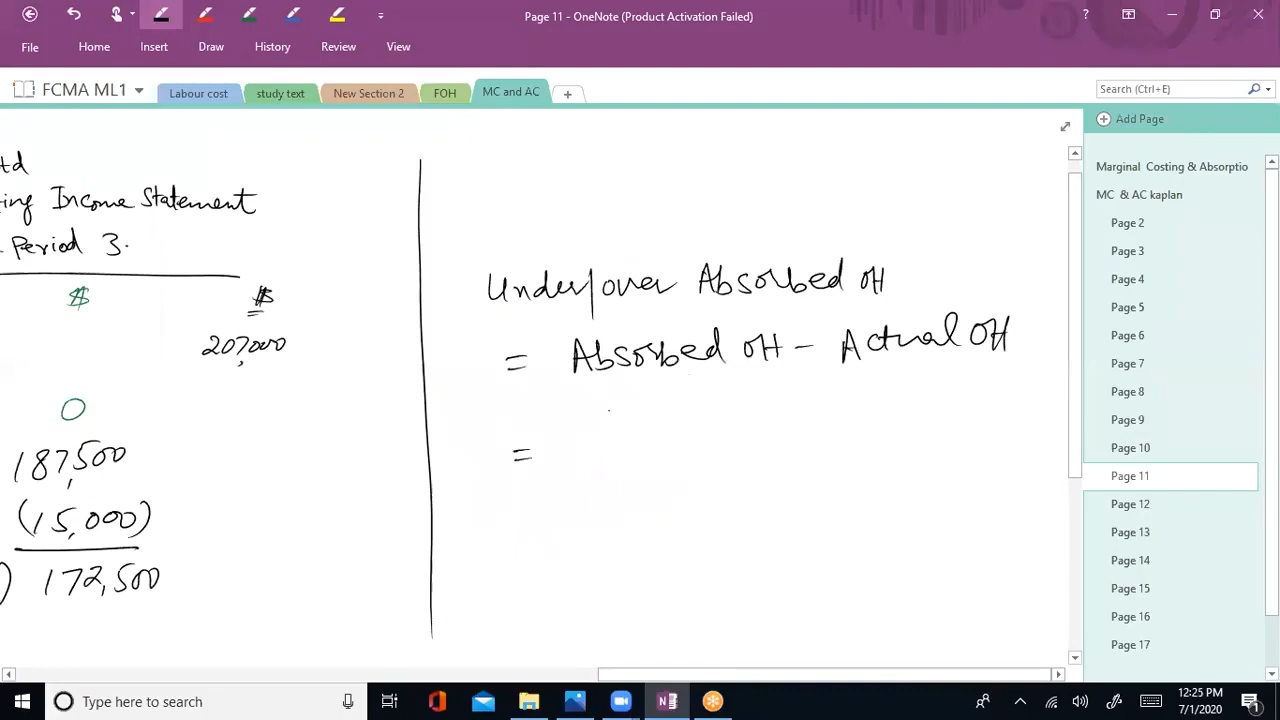 Page 11 - OneNote (Product Activation Failed)
File Home Insert Draw History Review View
FCMA ML1 Labour cost study text New Section 2 FOH MC and AC
Search (Ctrl+E)
Add Page
Marginal Costing & Absorptio
MC & AC kaplan
Page 2
Page 3
Page 4
Page 5
Page 6
Page 7
Page 8
Page 9
Page 10
Page 11
Page 12
Page 13
Page 14
Page 15
Page 16
Page 17
td
ing Income Statement
Period 3.
$ $
207,000
0
187,500
(15,000)
) 172,500
Under/over Absorbed OH
= Absorbed OH - Actual OH
=
Type here to search
12:25 PM
7/1/2020